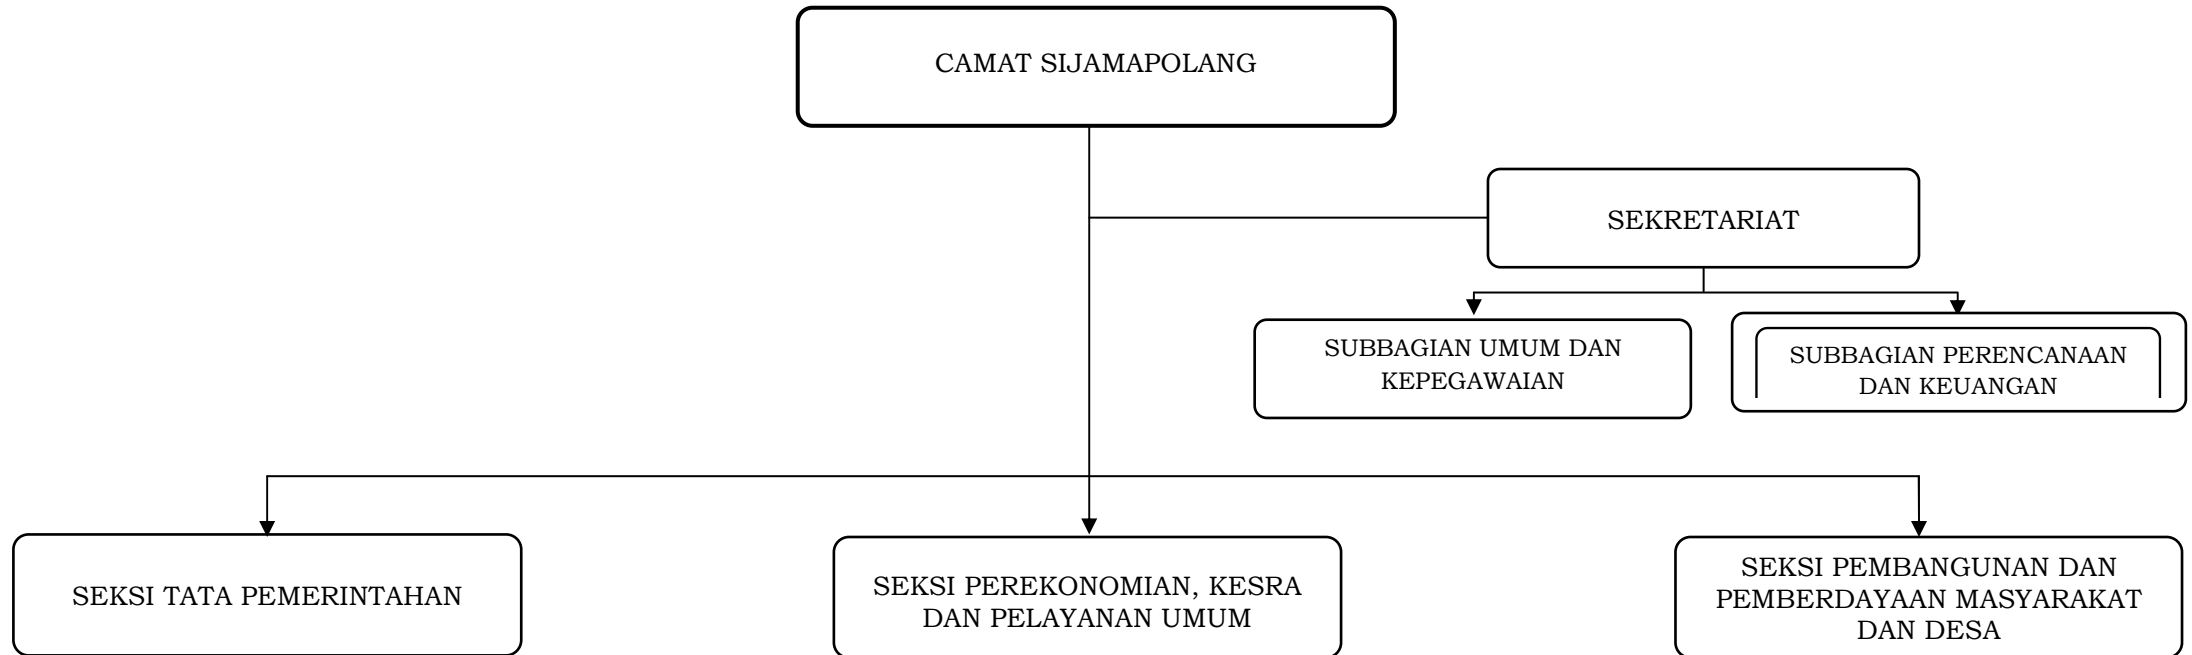 CAMAT SIJAMAPOLANG
SEKRETARIAT
SUBBAGIAN UMUM DAN
KEPEGAWAIAN
SUBBAGIAN PERENCANAAN
DAN KEUANGAN
SEKSI TATA PEMERINTAHAN
SEKSI PEREKONOMIAN, KESRA
DAN PELAYANAN UMUM
SEKSI PEMBANGUNAN DAN
PEMBERDAYAAN MASYARAKAT
DAN DESA